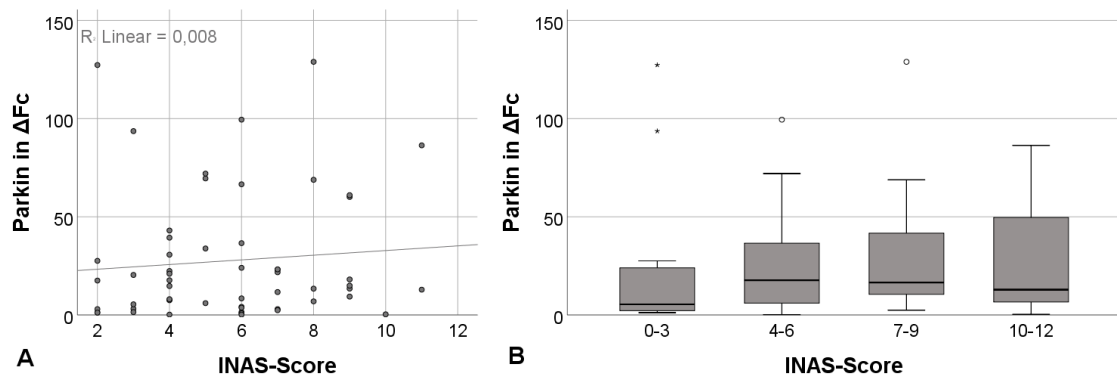 150
100
50
0
Parkin in ΔFc
R² Linear = 0,008
2 4 6 8 10 12
INAS-Score
A
150
100
50
0
Parkin in ΔFc
0-3 4-6 7-9 10-12
INAS-Score
B